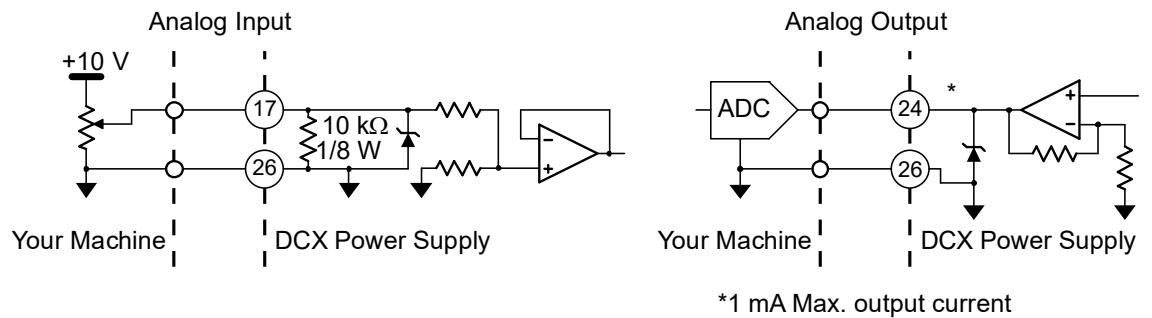 Analog Input
+10 V
17
10 kΩ
1/8 W
26
-
+
Your Machine
DCX Power Supply
Analog Output
ADC
24
*
+
-
26
Your Machine
DCX Power Supply
*1 mA Max. output current